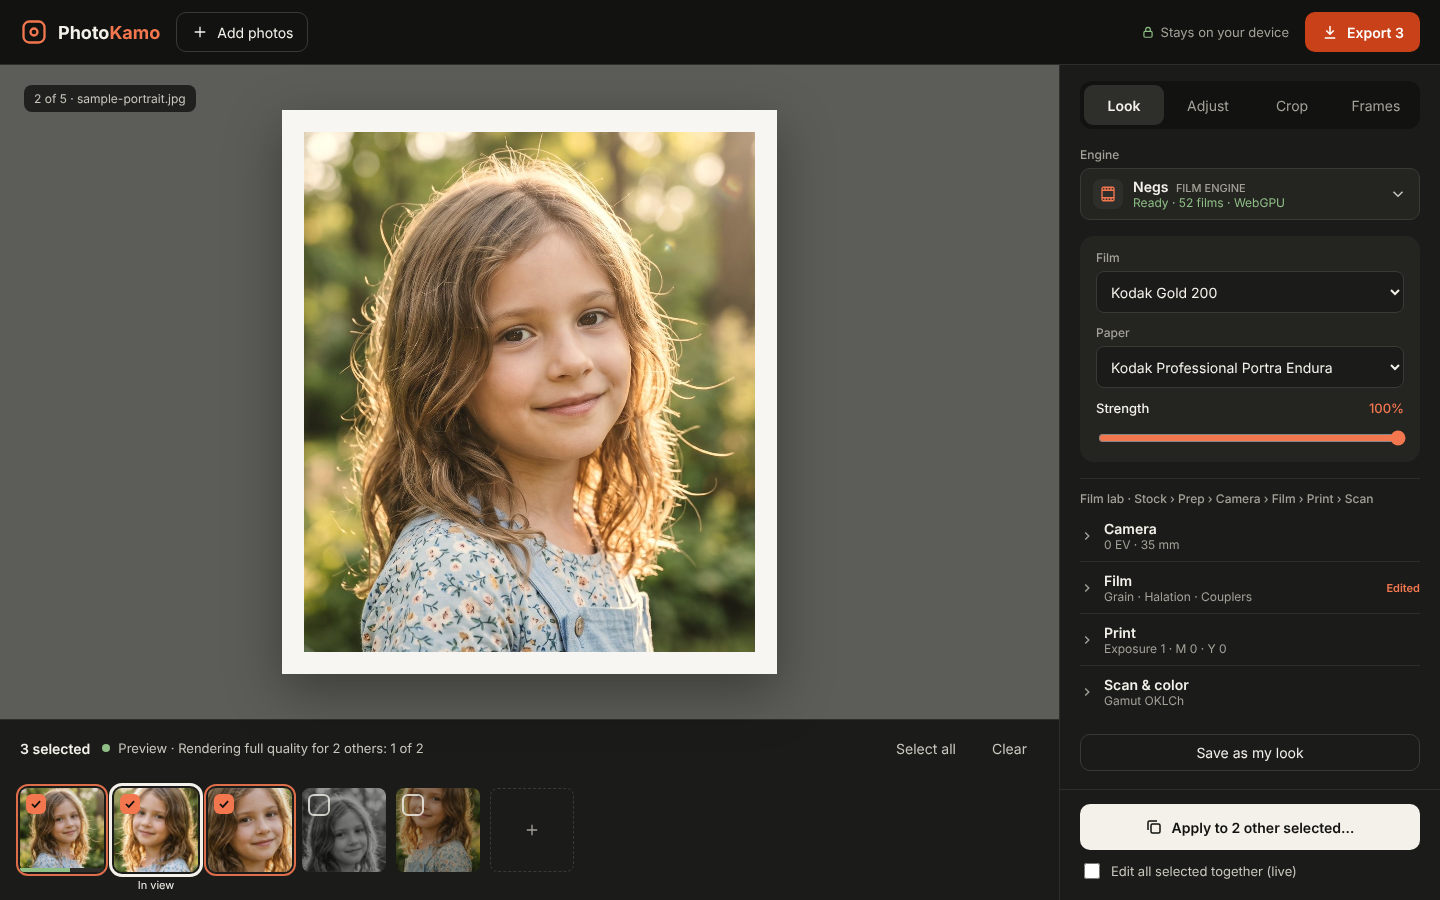 PhotoKamo
Add photos
Stays on your device
Export 3
2 of 5 · sample-portrait.jpg
Look
Adjust
Crop
Frames
Engine
Negs FILM ENGINE
Ready · 52 films · WebGPU
Film
Kodak Gold 200
Paper
Kodak Professional Portra Endura
Strength
100%
Film lab · Stock › Prep › Camera › Film › Print › Scan
Camera
0 EV · 35 mm
Film
Grain · Halation · Couplers
Edited
Print
Exposure 1 · M 0 · Y 0
Scan & color
Gamut OKLCh
Save as my look
3 selected
Preview · Rendering full quality for 2 others: 1 of 2
Select all
Clear
In view
Apply to 2 other selected...
Edit all selected together (live)